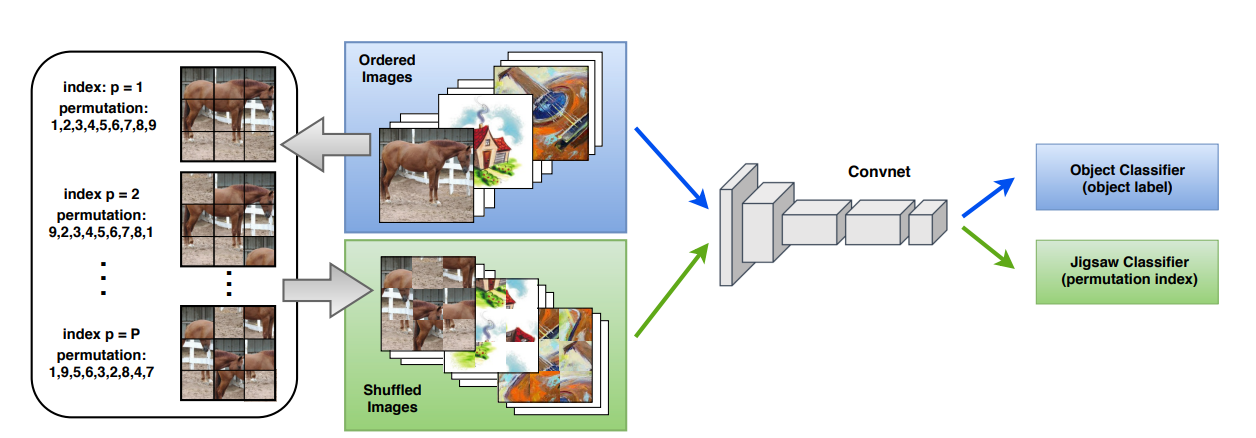 index: p = 1
permutation:
1,2,3,4,5,6,7,8,9
index p = 2
permutation:
9,2,3,4,5,6,7,8,1
index p = P
permutation:
1,9,5,6,3,2,8,4,7
Ordered
Images
Shuffled
Images
Convnet
Object Classifier
(object label)
Jigsaw Classifier
(permutation index)